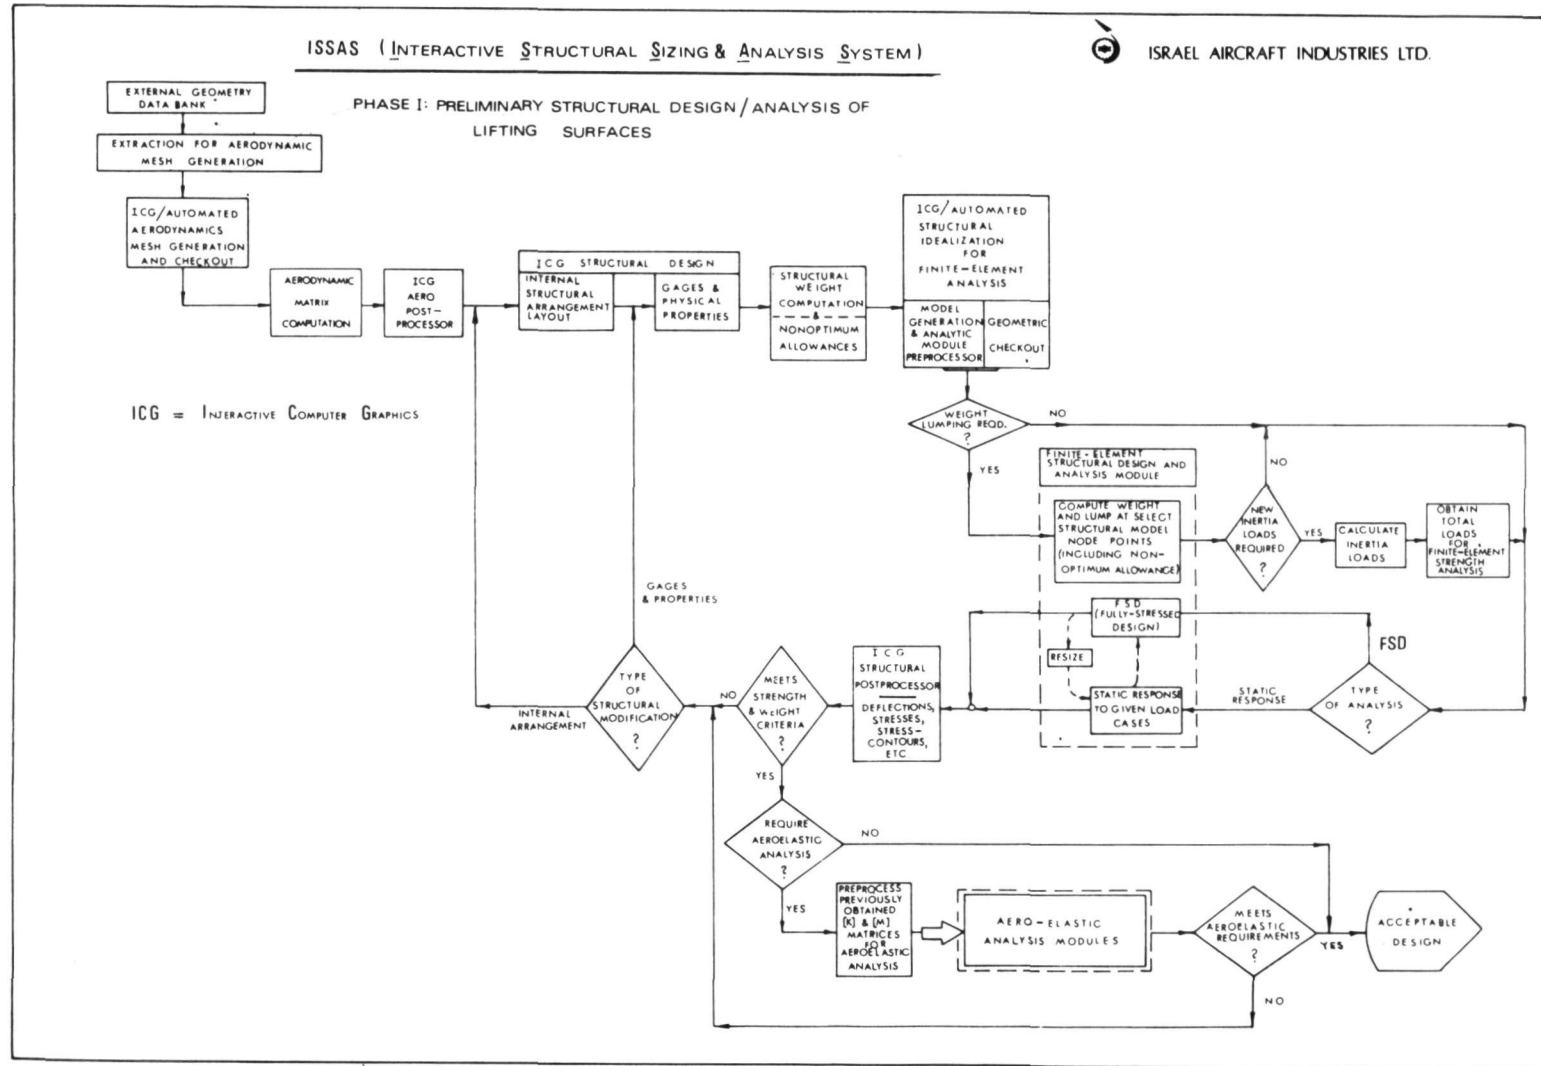 ISSAS (INTERACTIVE STRUCTURAL SIZING & ANALYSIS SYSTEM)
ISRAEL AIRCRAFT INDUSTRIES LTD.
PHASE I: PRELIMINARY STRUCTURAL DESIGN/ANALYSIS OF
LIFTING SURFACES
EXTERNAL GEOMETRY
DATA BANK
EXTRACTION FOR AERODYNAMIC
MESH GENERATION
ICG/AUTOMATED
AERODYNAMICS
MESH GENERATION
AND CHECKOUT
AERODYNAMIC
MATRIX
COMPUTATION
ICG
AERO
POST-
PROCESSOR
ICG STRUCTURAL DESIGN
INTERNAL
STRUCTURAL
ARRANGEMENT
LAYOUT
GAGES &
PHYSICAL
PROPERTIES
STRUCTURAL
WEIGHT
COMPUTATION
&
NONOPTIMUM
ALLOWANCES
ICG/AUTOMATED
STRUCTURAL
IDEALIZATION
FOR
FINITE-ELEMENT
ANALYSIS
MODEL
GENERATION
& ANALYTIC
MODULE
PREPROCESSOR
GEOMETRIC
CHECKOUT
ICG = INJERACTIVE COMPUTER GRAPHICS
WEIGHT
LUMPING REQD.
?
NO
YES
FINITE-ELEMENT
STRUCTURAL DESIGN AND
ANALYSIS MODULE
COMPUTE WEIGHT
AND LUMP AT SELECT
STRUCTURAL MODEL
NODE POINTS
(INCLUDING NON-
OPTIMUM ALLOWANCE)
NO
NEW
INERTIA
LOADS
REQUIRED
?
YES
CALCULATE
INERTIA
LOADS
OBTAIN
TOTAL
LOADS
FOR
FINITE-ELEMENT
STRENGTH
ANALYSIS
GAGES
& PROPERTIES
FSD
(FULLY-STRESSED
DESIGN)
RESIZE
STATIC RESPONSE
TO GIVEN LOAD
CASES
FSD
STATIC
RESPONSE
TYPE
OF ANALYSIS
?
ICG
STRUCTURAL
POSTPROCESSOR
DEFLECTIONS,
STRESSES,
STRESS-
CONTOURS,
ETC
MEETS
STRENGTH
& WEIGHT
CRITERIA
?
NO
TYPE
OF
STRUCTURAL
MODIFICATION
?
INTERNAL
ARRANGEMENT
YES
REQUIRE
AEROELASTIC
ANALYSIS
?
NO
YES
PREPROCESS
PREVIOUSLY
OBTAINED
[K] & [M]
MATRICES
FOR
AEROELASTIC
ANALYSIS
AERO-ELASTIC
ANALYSIS MODULES
MEETS
AEROELASTIC
REQUIREMENTS
?
YES
NO
ACCEPTABLE
DESIGN